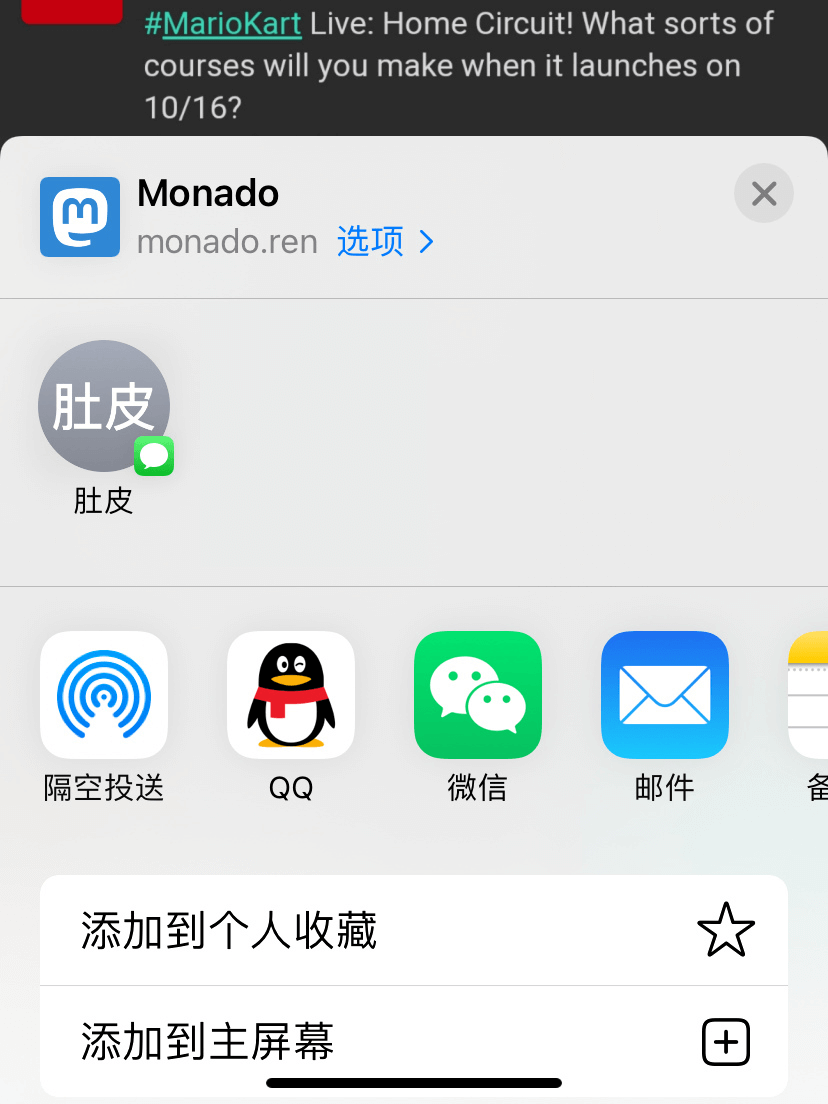 #MarioKart Live: Home Circuit! What sorts of
courses will you make when it launches on
10/16?
Monado
monado.ren 选项
肚皮
肚皮
隔空投送
QQ
微信
邮件
添加到个人收藏
添加到主屏幕